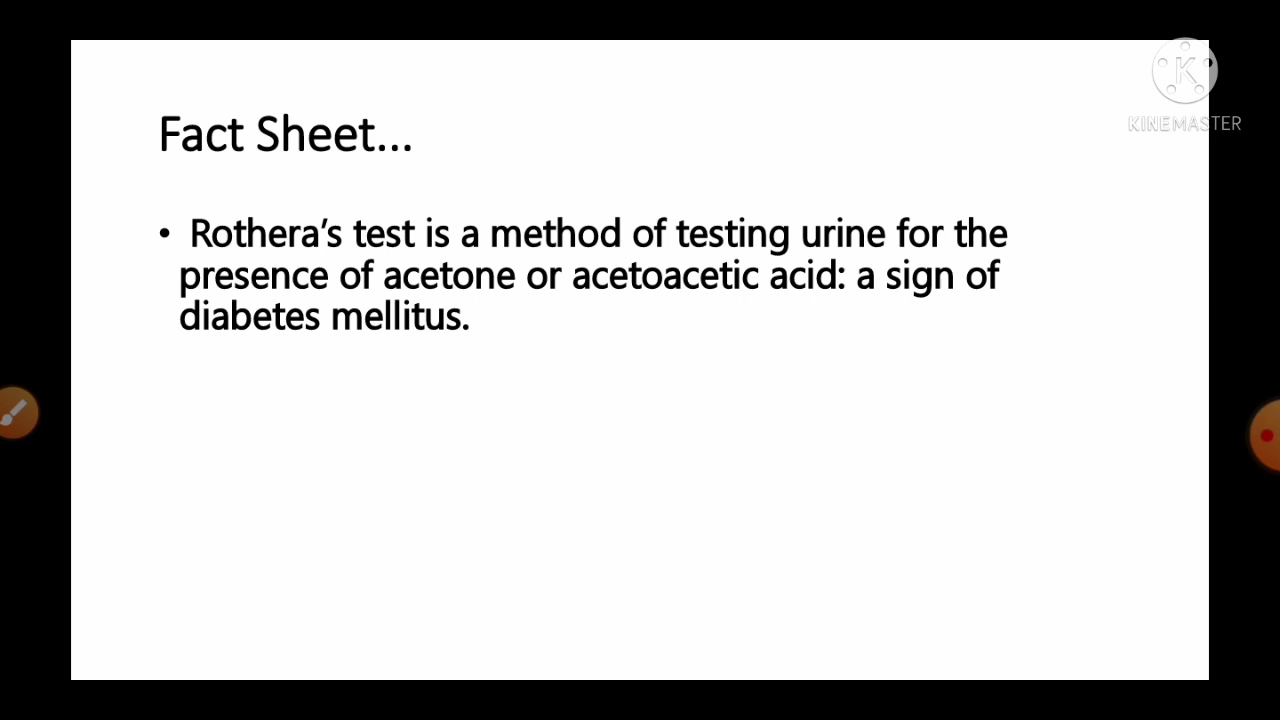 K
KINEMASTER
Fact Sheet...
• Rothera’s test is a method of testing urine for the
presence of acetone or acetoacetic acid: a sign of
diabetes mellitus.